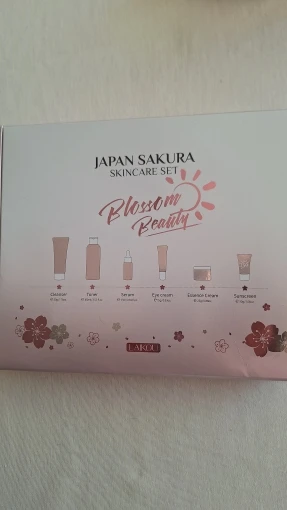 JAPAN SAKURA
SKINCARE SET
Blossom
Beauty
Cleanser
Toner
Serum
Eye cream
Essence cream
Sunscreen
LAIKOU